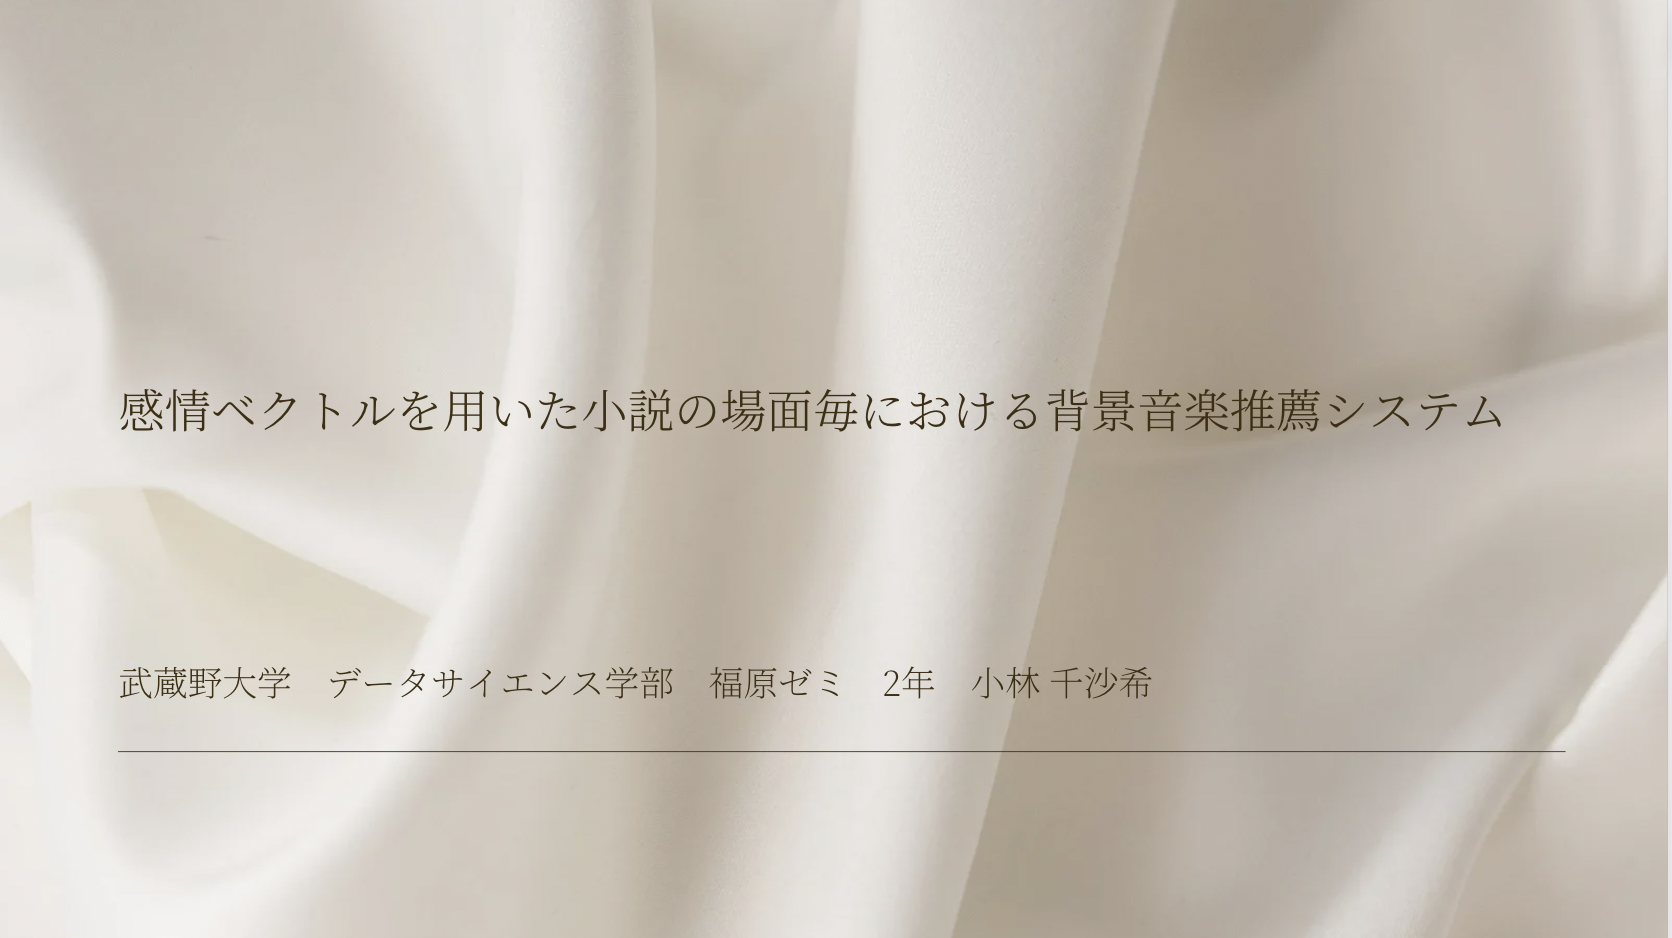 感情ベクトルを用いた小説の場面毎における背景音楽推薦システム
武蔵野大学　データサイエンス学部　福原ゼミ　2年　小林 千沙希